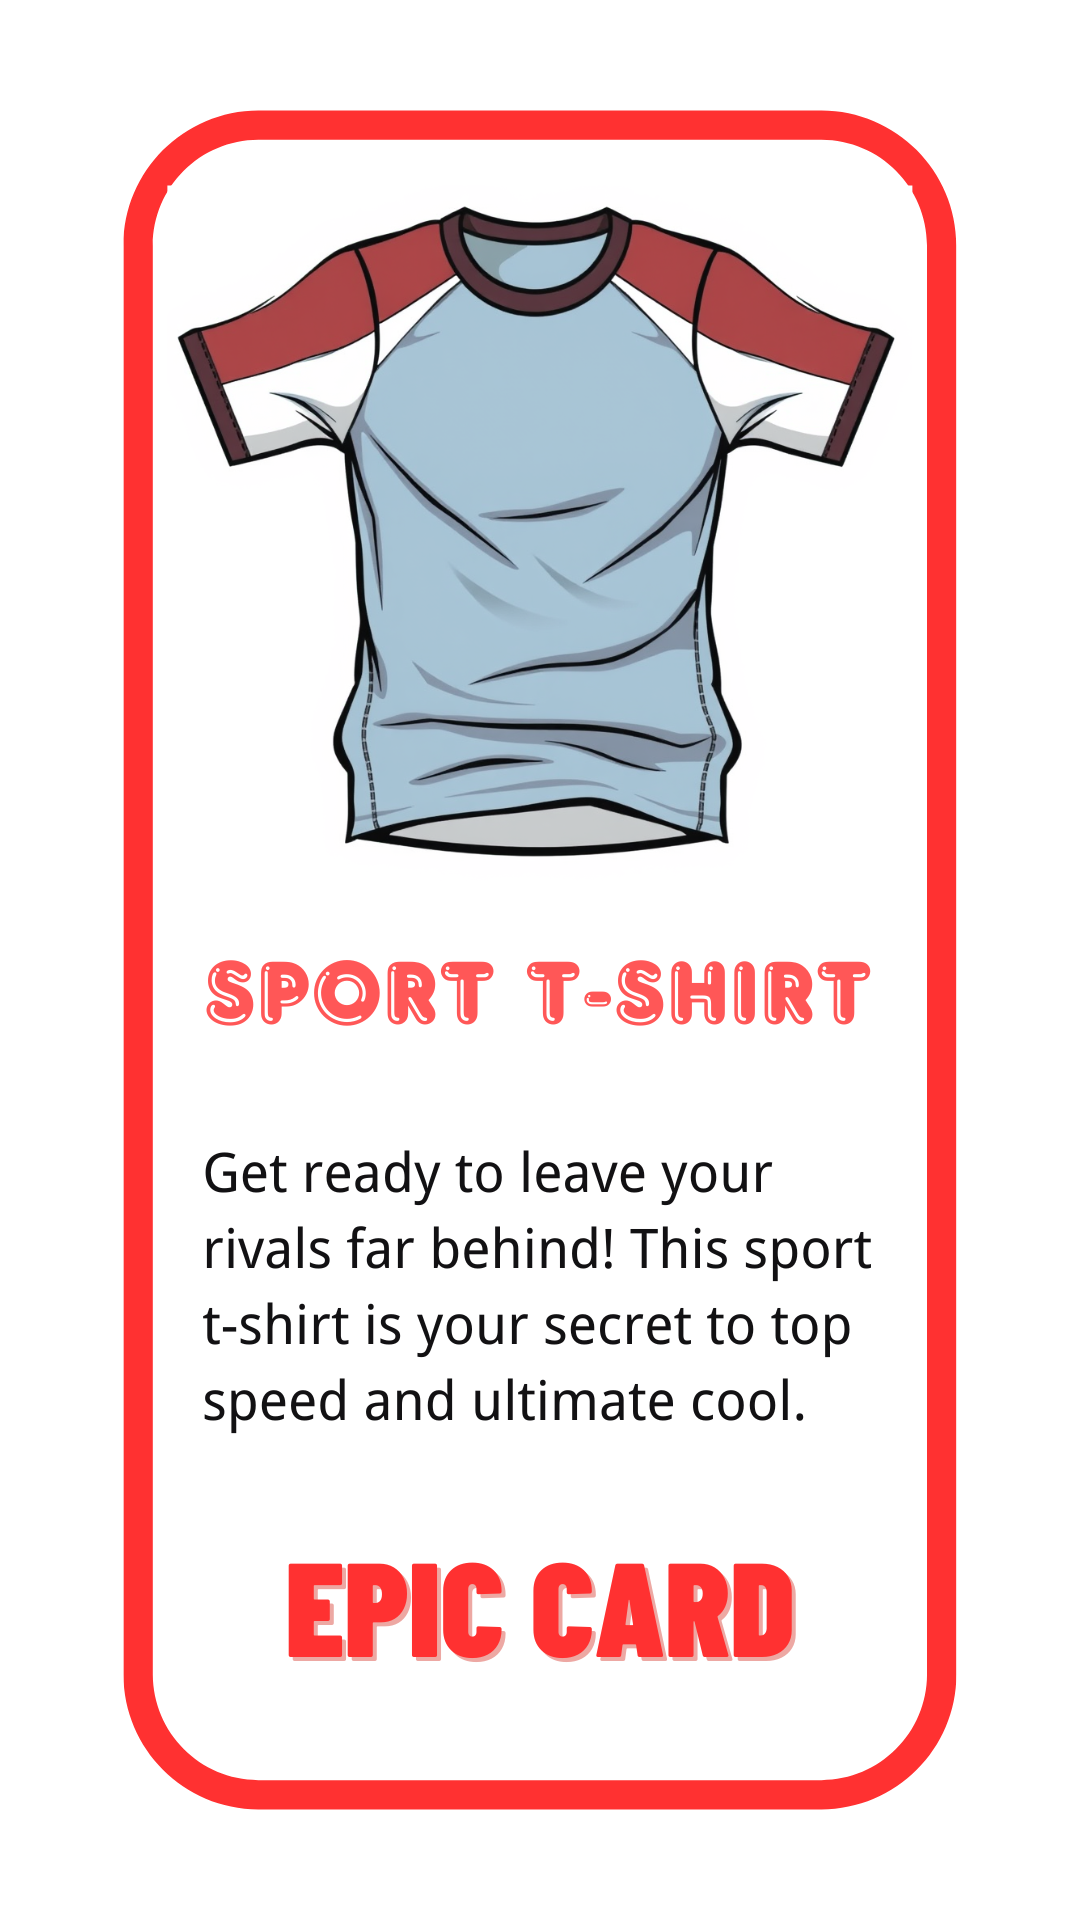 SPORT T-SHIRT
Get ready to leave your
rivals far behind! This sport
t-shirt is your secret to top
speed and ultimate cool.
EPIC CARD